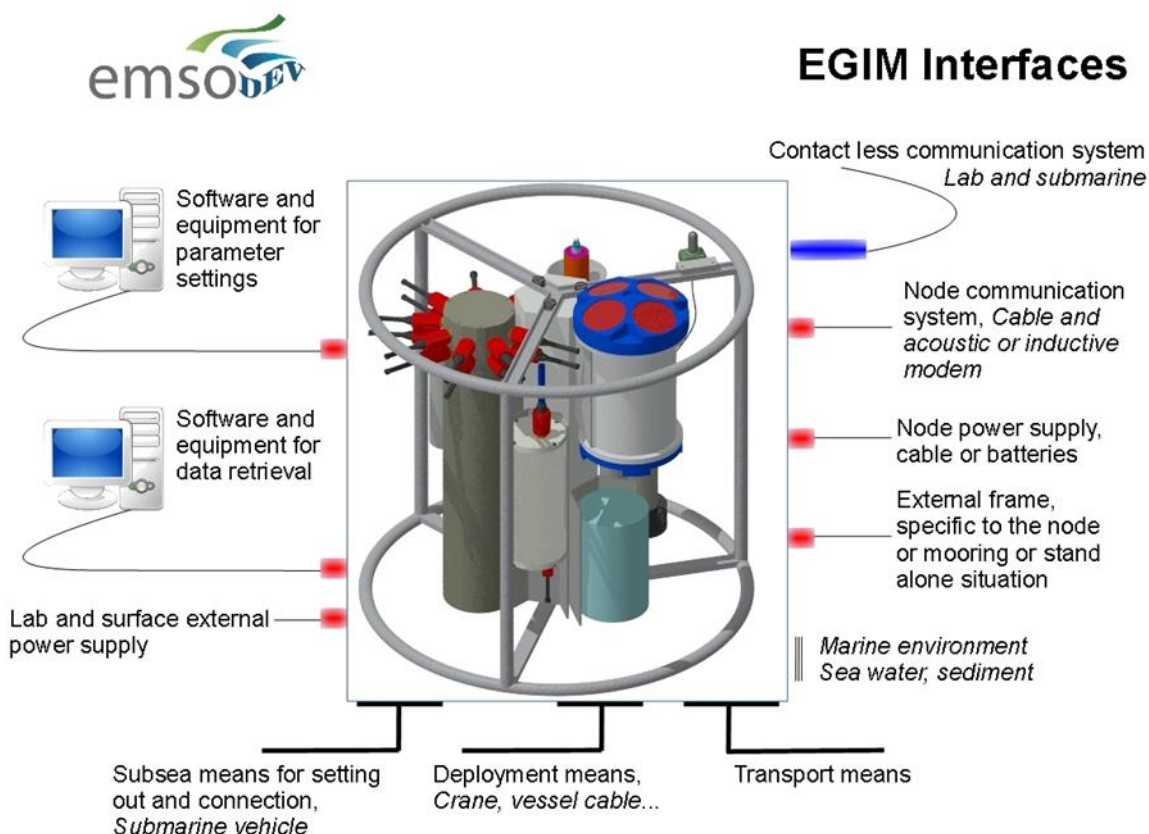 emso DEV
EGIM Interfaces
Contact less communication system
Lab and submarine
Software and
equipment for
parameter
settings
Node communication
system, Cable and
acoustic or inductive
modem
Software and
equipment for
data retrieval
Node power supply,
cable or batteries
External frame,
specific to the node
or mooring or stand
alone situation
Lab and surface external
power supply
Marine environment
Sea water, sediment
Subsea means for setting
out and connection,
Submarine vehicle
Deployment means,
Crane, vessel cable...
Transport means